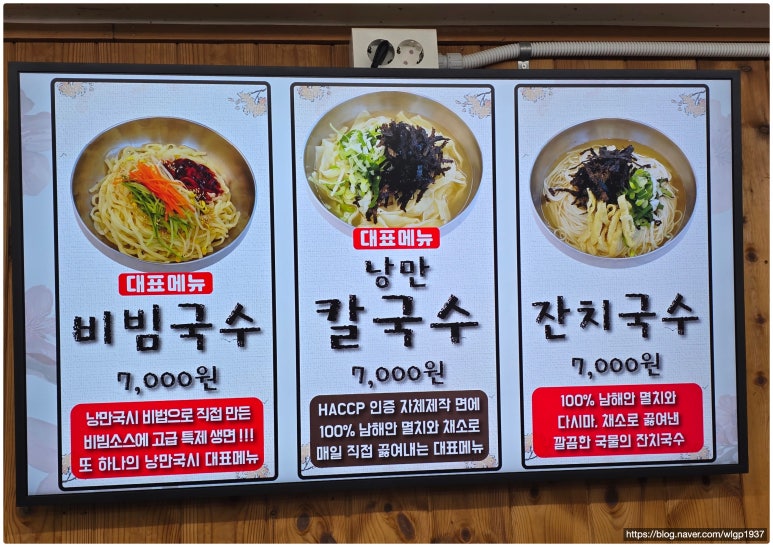 대표메뉴
비빔국수
7,000원
낭만국시 비법으로 직접 만든
비빔소스에 고급 특제 생면 !!!
또 하나의 낭만국시 대표메뉴
대표메뉴
낭만
칼국수
7,000원
HACCP 인증 자체제작 면에
100% 남해안 멸치와 채소로
매일 직접 끓여내는 대표메뉴
잔치국수
7,000원
100% 남해안 멸치와
다시마, 채소로 끓여낸
깔끔한 국물의 잔치국수
https://blog.naver.com/wlgp1937